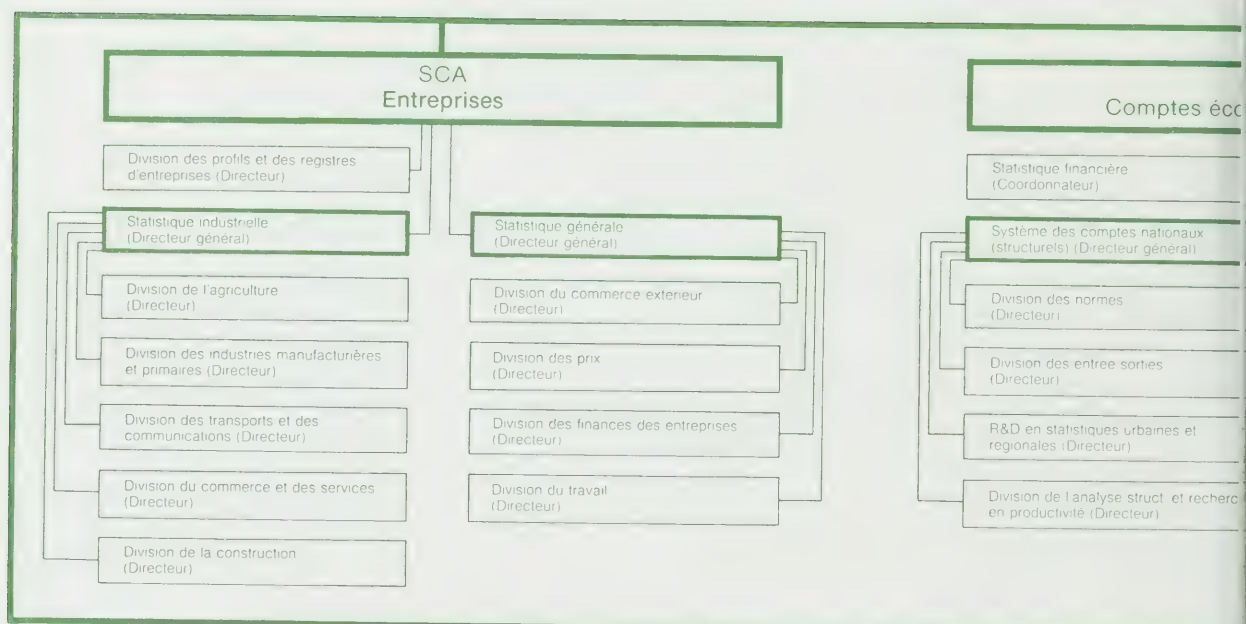 SCA
Entreprises
Division des profils et des registres
d'entreprises (Directeur)
Statistique industrielle
(Directeur général)
Division de l'agriculture
(Directeur)
Division des industries manufacturières
et primaires (Directeur)
Division des transports et des
communications (Directeur)
Division du commerce et des services
(Directeur)
Division de la construction
(Directeur)
Statistique générale
(Directeur général)
Division du commerce exterieur
(Directeur)
Division des prix
(Directeur)
Division des finances des entreprises
(Directeur)
Division du travail
(Directeur)
Comptes éco
Statistique financière
(Coordonnateur)
Système des comptes nationaux
(structurels) (Directeur général)
Division des normes
(Directeur)
Division des entree sorties
(Directeur)
R&D en statistiques urbaines et
regionales (Directeur)
Division de l analyse struct et recherc
en productivité (Directeur)